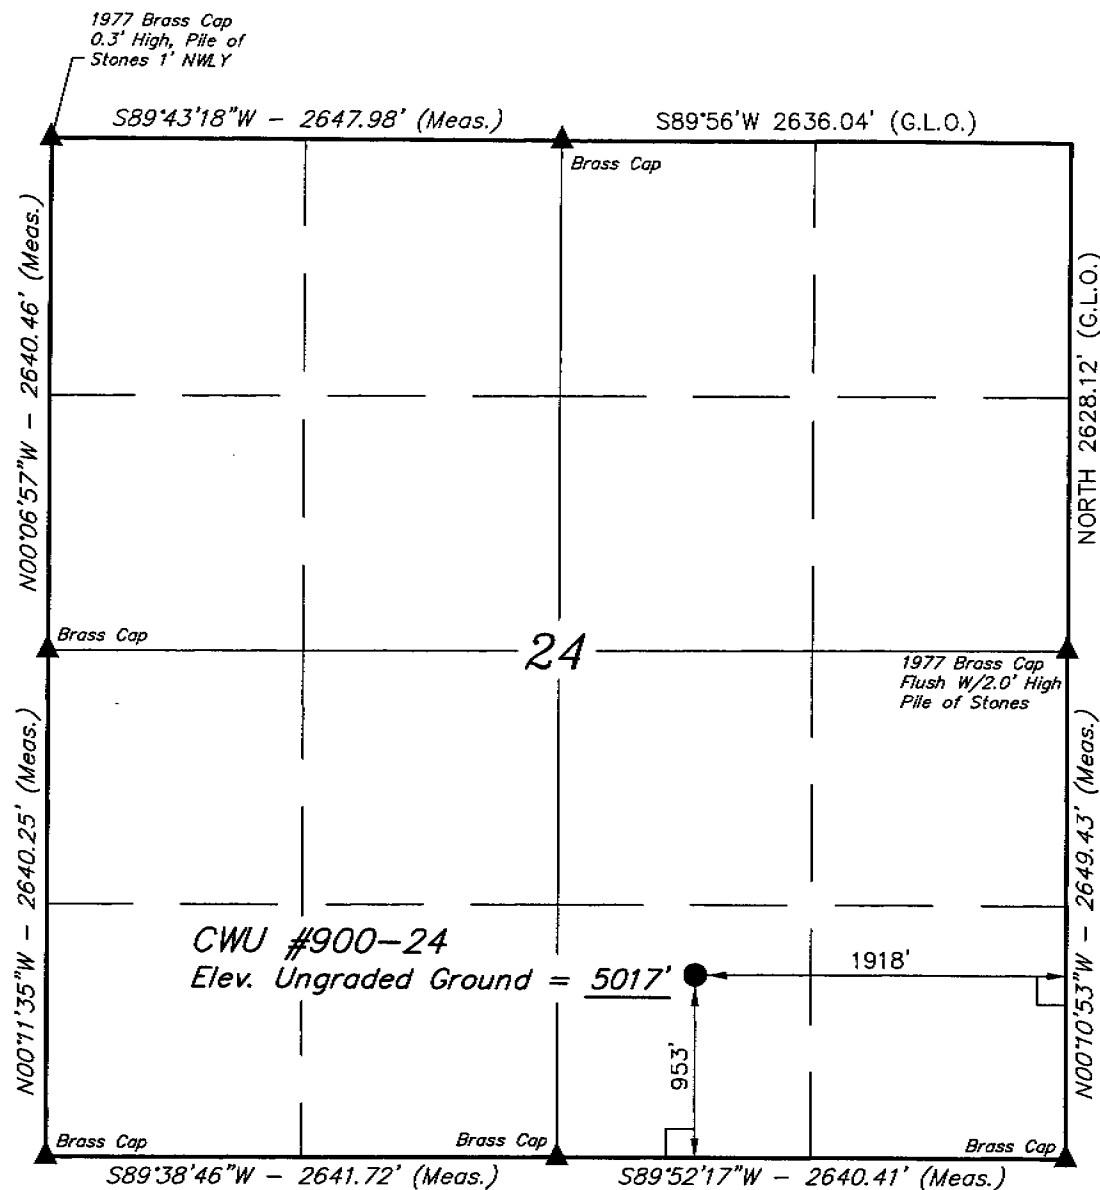 1977 Brass Cap
0.3' High, Pile of
Stones 1' NWLY
S89°43'18"W - 2647.98' (Meas.)
S89°56'W 2636.04' (G.L.O.)
Brass Cap
N00°06'57"W - 2640.46' (Meas.)
NORTH 2628.12' (G.L.O.)
Brass Cap
24
1977 Brass Cap
Flush W/2.0' High
Pile of Stones
N00°11'35"W - 2640.25' (Meas.)
N00°10'53"W - 2649.43' (Meas.)
CWU #900-24
Elev. Ungraded Ground = 5017'
1918'
953'
Brass Cap
Brass Cap
Brass Cap
S89°38'46"W - 2641.72' (Meas.)
S89°52'17"W - 2640.41' (Meas.)